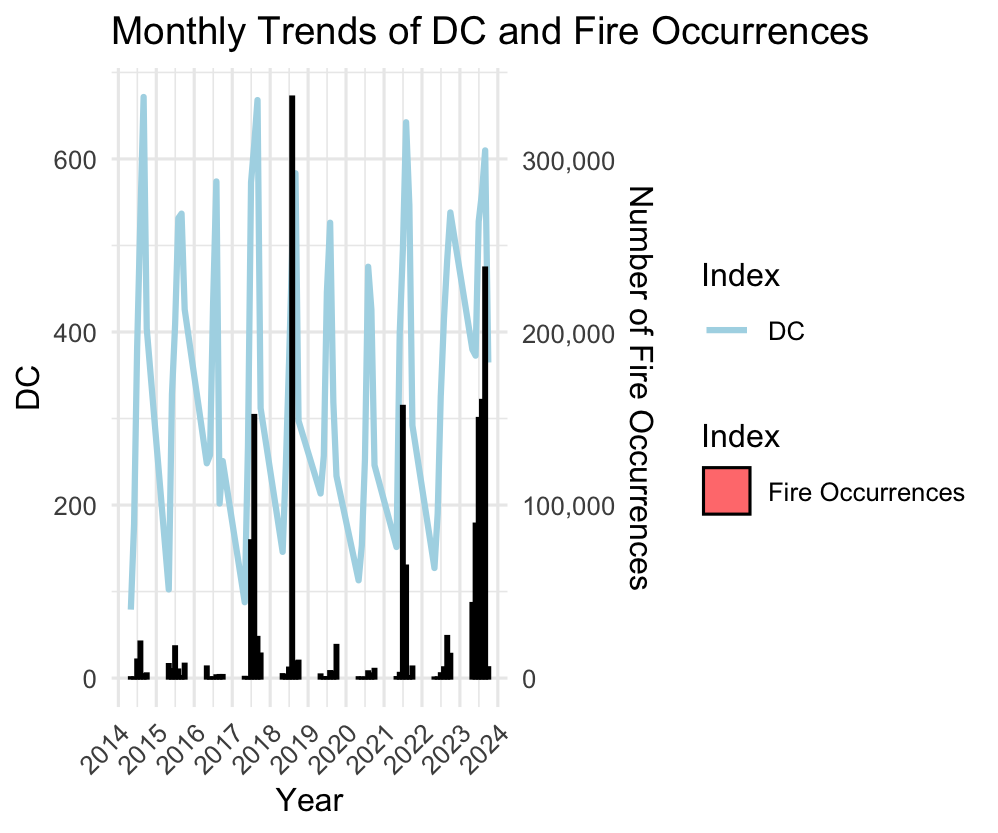 Monthly Trends of DC and Fire Occurrences
600
400
200
0
DC
300,000
200,000
100,000
0
Number of Fire Occurrences
2014
2015
2016
2017
2018
2019
2020
2021
2022
2023
2024
Year
Index
DC
Index
Fire Occurrences